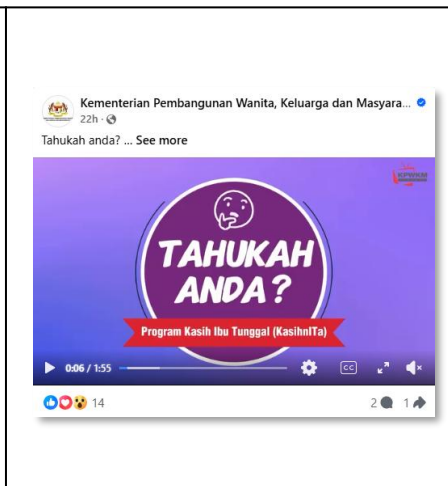 Kementerian Pembangunan Wanita, Keluarga dan Masyara...
22h ·
Tahukah anda? ... See more
KPWKM
TAHUKAH
ANDA?
Program Kasih Ibu Tunggal (KasihnITa)
0:06 / 1:55
CC
14
2
1